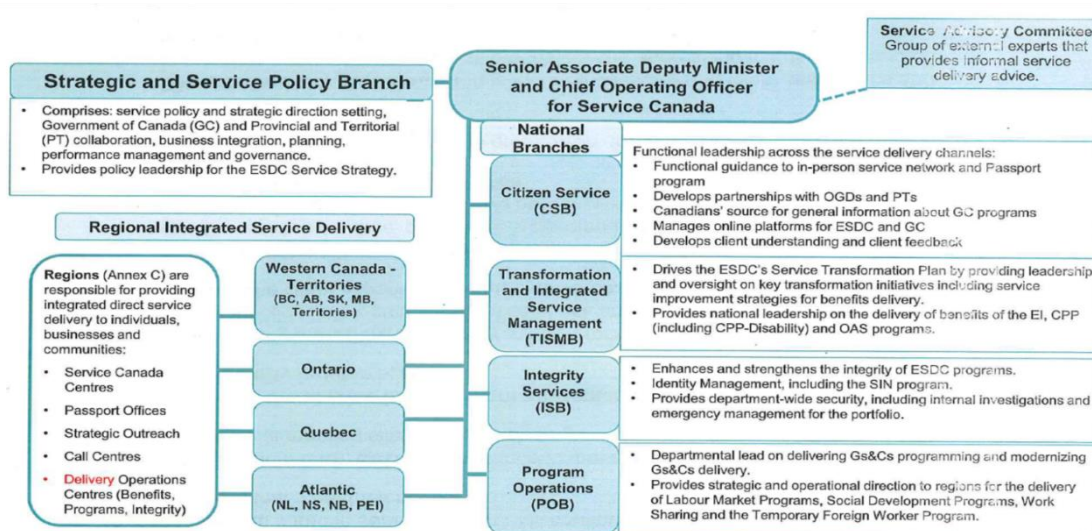 Service Advisory Committee
Group of external experts that
provides informal service
delivery advice.
Strategic and Service Policy Branch
• Comprises: service policy and strategic direction setting,
Government of Canada (GC) and Provincial and Territorial
(PT) collaboration, business integration, planning,
performance management and governance.
• Provides policy leadership for the ESDC Service Strategy.
Senior Associate Deputy Minister
and Chief Operating Officer
for Service Canada
Regional Integrated Service Delivery
Regions (Annex C) are
responsible for providing
integrated direct service
delivery to individuals,
businesses and
communities:
• Service Canada
Centres
• Passport Offices
• Strategic Outreach
• Call Centres
• Delivery Operations
Centres (Benefits,
Programs, Integrity)
Western Canada -
Territories
(BC, AB, SK, MB,
Territories)
Ontario
Quebec
Atlantic
(NL, NS, NB, PEI)
National
Branches
Citizen Service
(CSB)
Functional leadership across the service delivery channels:
• Functional guidance to in-person service network and Passport
program
• Develops partnerships with OGDs and PTs
• Canadians' source for general information about GC programs
• Manages online platforms for ESDC and GC
• Develops client understanding and client feedback
Transformation
and Integrated
Service
Management
(TISMB)
• Drives the ESDC's Service Transformation Plan by providing leadership
and oversight on key transformation initiatives including service
improvement strategies for benefits delivery.
• Provides national leadership on the delivery of benefits of the EI, CPP
(including CPP-Disability) and OAS programs.
Integrity
Services
(ISB)
• Enhances and strengthens the integrity of ESDC programs.
• Identity Management, including the SIN program.
• Provides department-wide security, including internal investigations and
emergency management for the portfolio.
Program
Operations
(POB)
• Departmental lead on delivering Gs&Cs programming and modernizing
Gs&Cs delivery.
• Provides strategic and operational direction to regions for the delivery
of Labour Market Programs, Social Development Programs, Work
Sharing and the Temporary Foreign Worker Program.